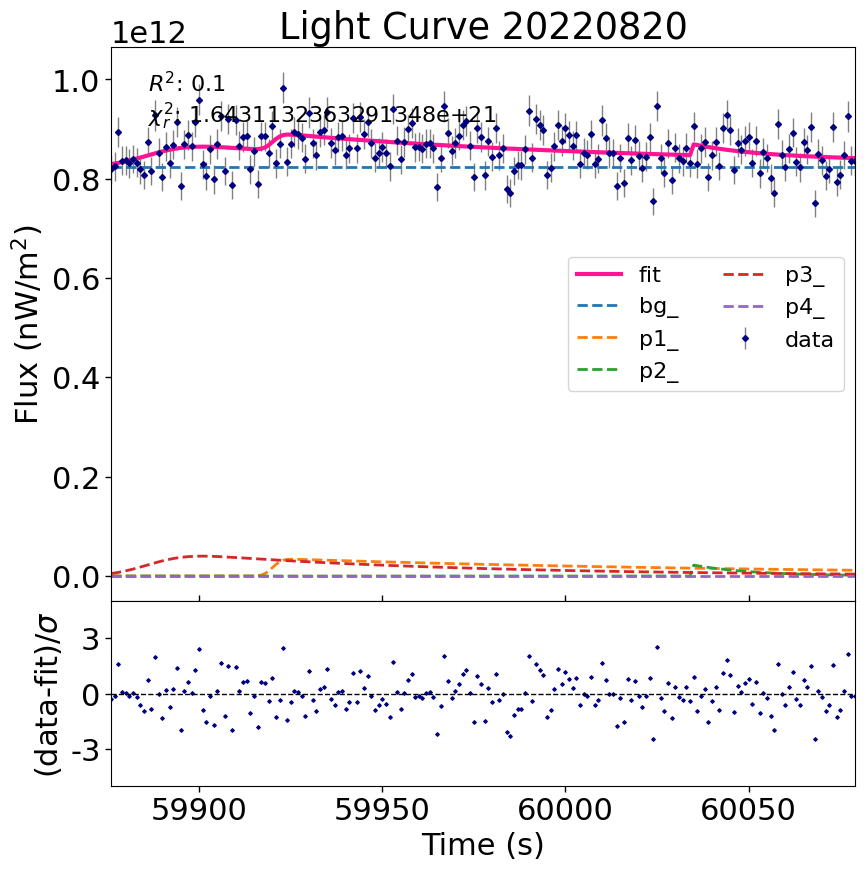 Light Curve 20220820
1e12
R²: 0.1
χ²ᵣ: 1.6431132363291348e+21
1.0
0.8
0.6
0.4
0.2
0.0
Flux (nW/m²)
fit
bg_
p1_
p2_
p3_
p4_
data
3
0
-3
(data-fit)/σ
59900
59950
60000
60050
Time (s)